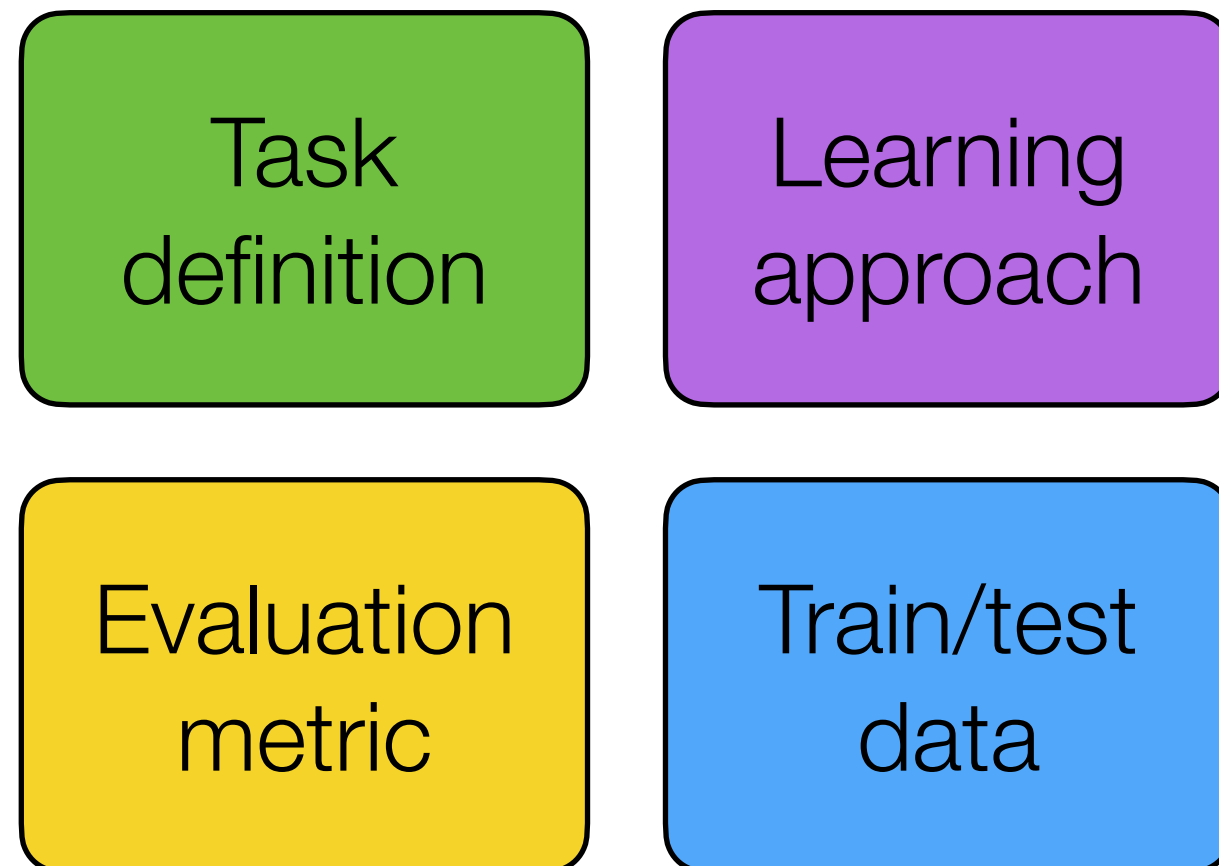 Task
definition
Learning
approach
Evaluation
metric
Train/test
data